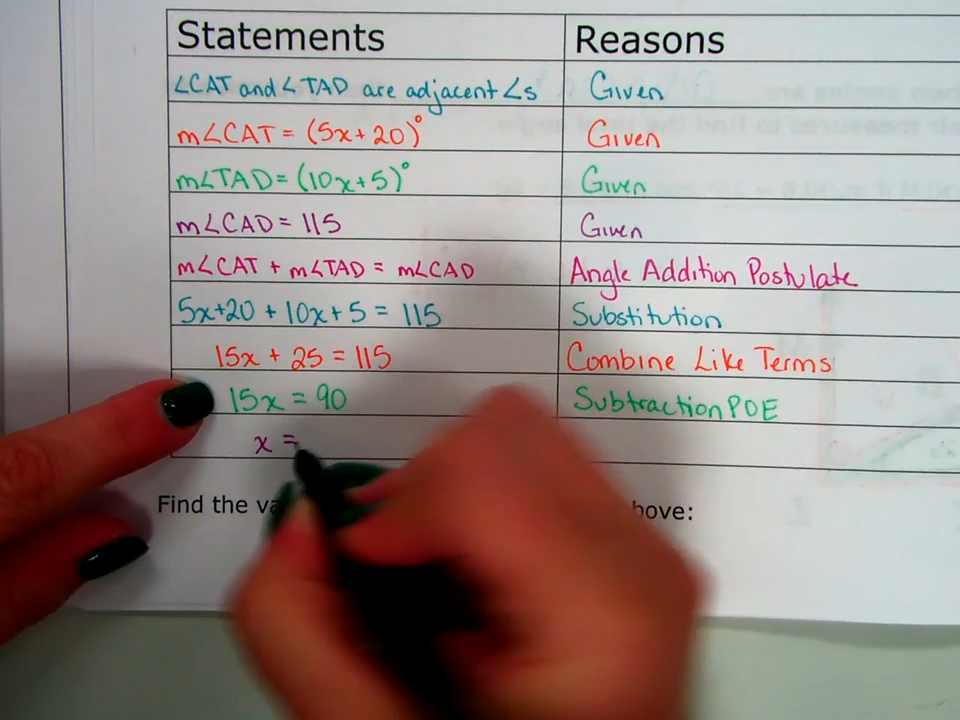 Statements Reasons
∠CAT and ∠TAD are adjacent ∠s Given
m∠CAT = (5x+20)° Given
m∠TAD = (10x+5)° Given
m∠CAD = 115 Given
m∠CAT + m∠TAD = m∠CAD Angle Addition Postulate
5x+20 + 10x+5 = 115 Substitution
15x + 25 = 115 Combine Like Terms
15x = 90 Subtraction POE
x =
Find the